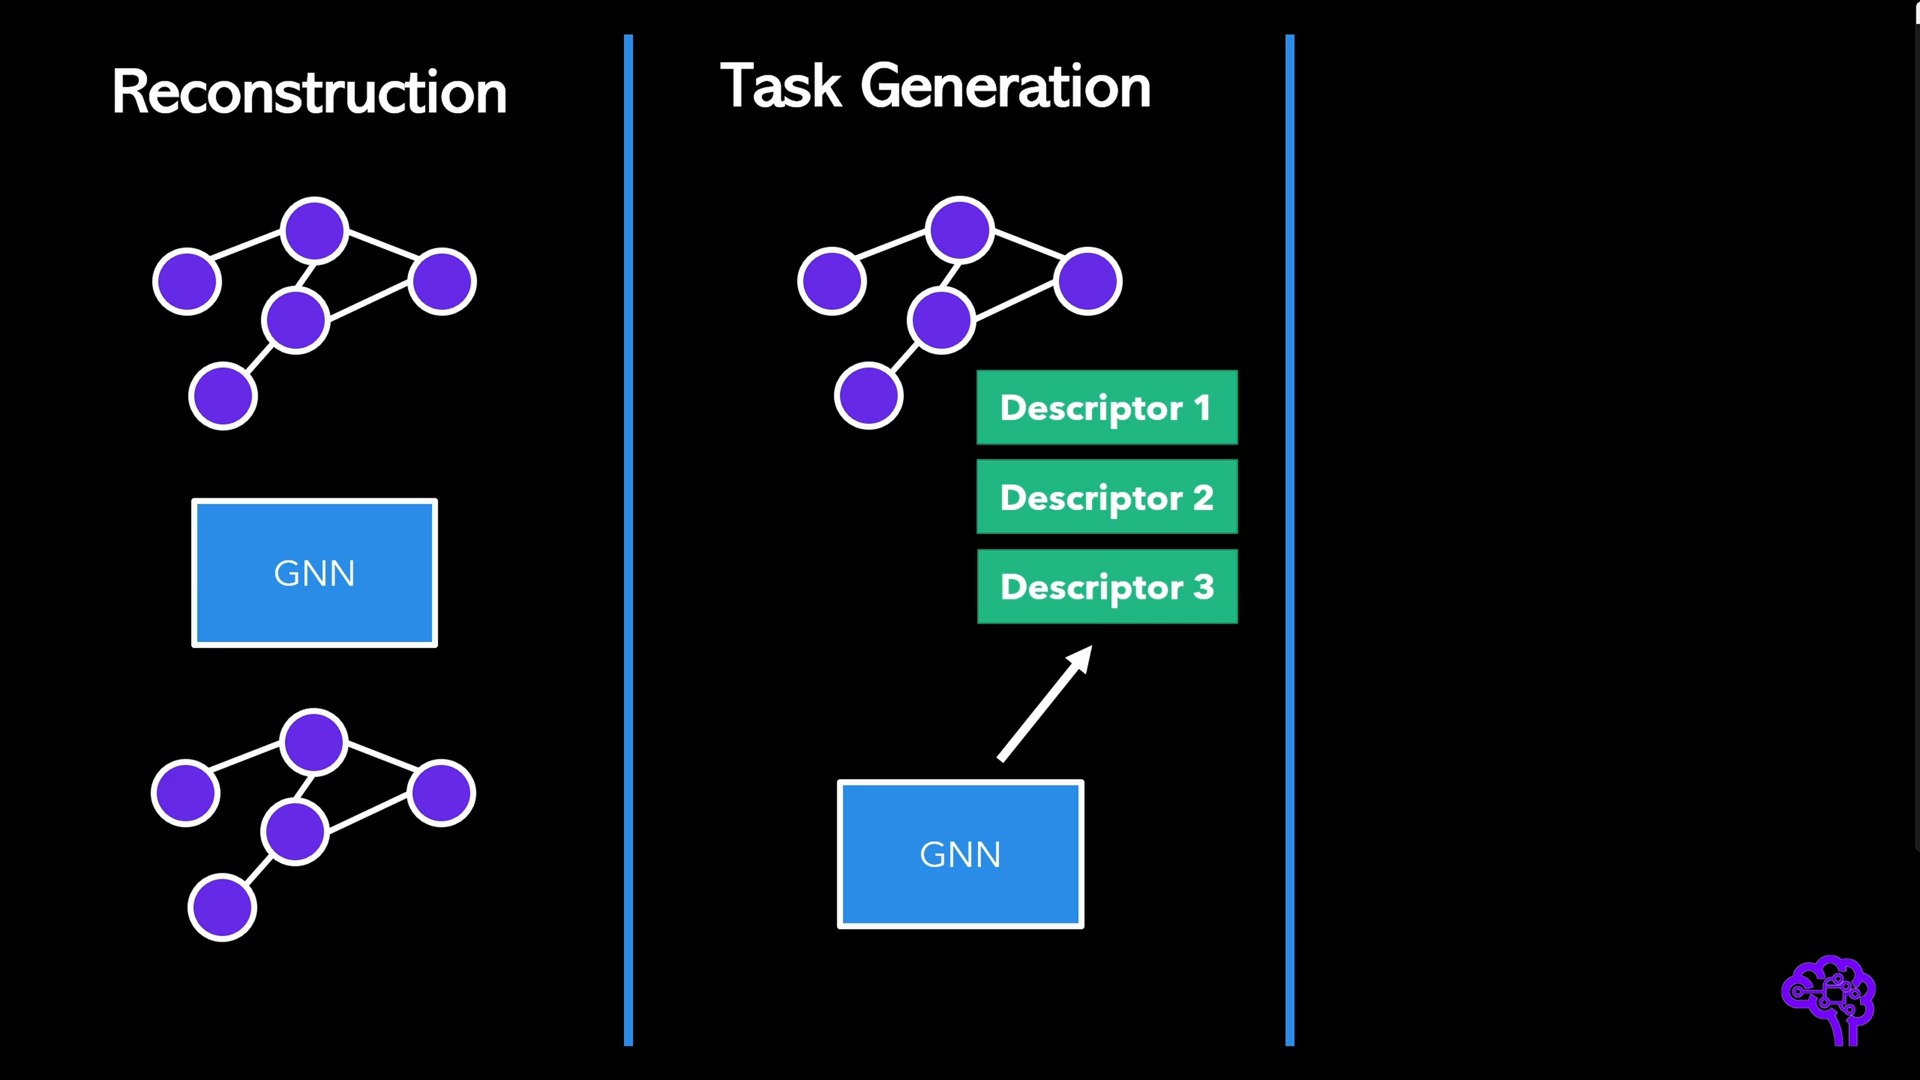 Reconstruction
GNN
Task Generation
Descriptor 1
Descriptor 2
Descriptor 3
GNN